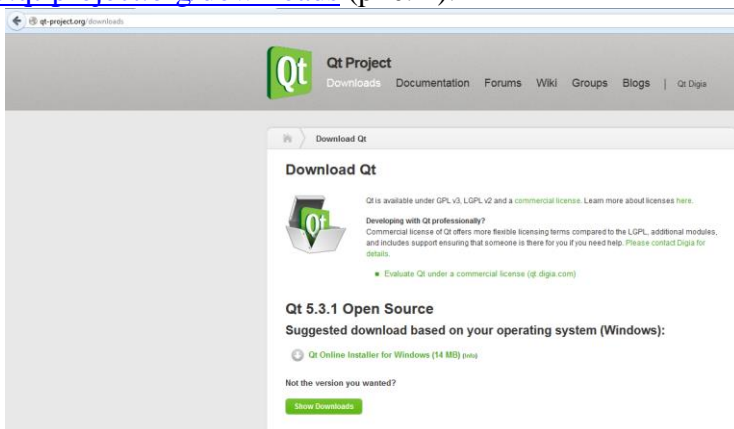 qt-project.org/downloads
Qt Qt Project
Downloads Documentation Forums Wiki Groups Blogs | Qt Digia
Download Qt
Download Qt
Qt
Qt is available under GPL v3, LGPL v2 and a commercial license. Learn more about licenses here.
Developing with Qt professionally?
Commercial license of Qt offers more flexible licensing terms compared to the LGPL, additional modules,
and includes support ensuring that someone is there for you if you need help. Please contact Digia for
details.
Evaluate Qt under a commercial license (qt.digia.com)
Qt 5.3.1 Open Source
Suggested download based on your operating system (Windows):
Qt Online Installer for Windows (14 MB) (info)
Not the version you wanted?
Show Downloads